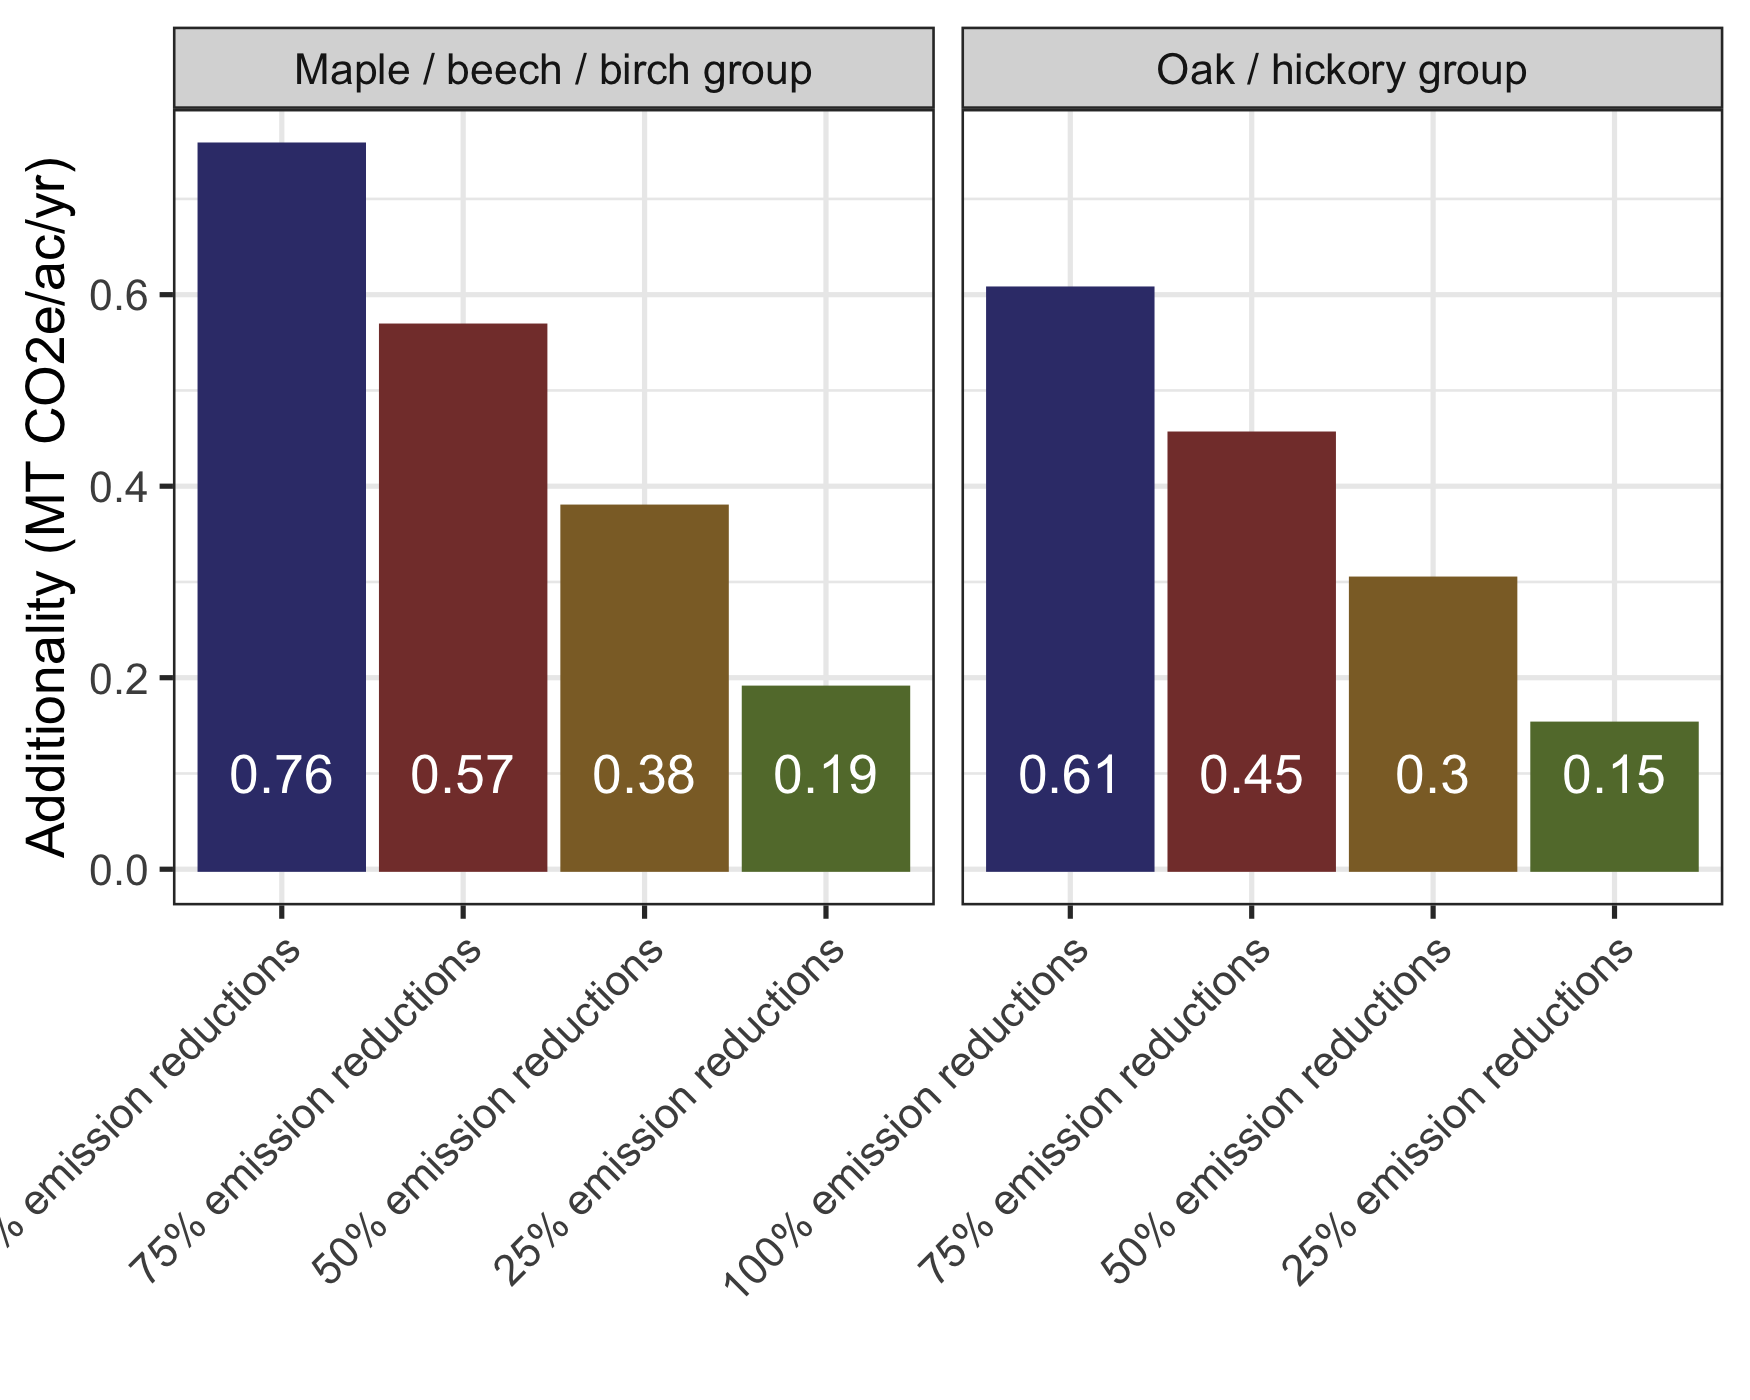 Maple / beech / birch group
Oak / hickory group
Additionality (MT CO2e/ac/yr)
0.6
0.4
0.2
0.0
0.76
0.57
0.38
0.19
0.61
0.45
0.3
0.15
% emission reductions
75% emission reductions
50% emission reductions
25% emission reductions
100% emission reductions
75% emission reductions
50% emission reductions
25% emission reductions